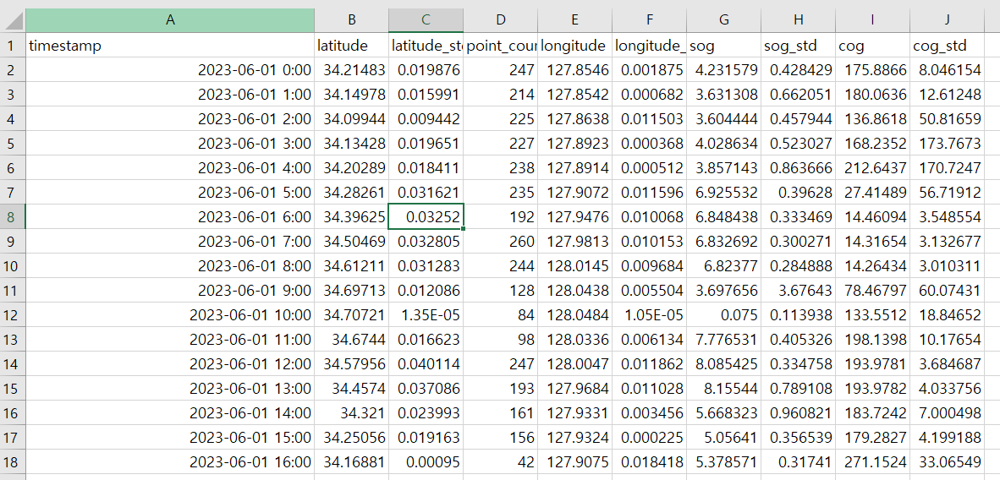 A B C D E F G H I J
1 timestamp latitude latitude_st point_cour longitude longitude_ sog sog_std cog cog_std
2 2023-06-01 0:00 34.21483 0.019876 247 127.8546 0.001875 4.231579 0.428429 175.8866 8.046154
3 2023-06-01 1:00 34.14978 0.015991 214 127.8542 0.000682 3.631308 0.662051 180.0636 12.61248
4 2023-06-01 2:00 34.09944 0.009442 225 127.8638 0.011503 3.604444 0.457944 136.8618 50.81659
5 2023-06-01 3:00 34.13428 0.019651 227 127.8923 0.000368 4.028634 0.523027 168.2352 173.7673
6 2023-06-01 4:00 34.20289 0.018411 238 127.8914 0.000512 3.857143 0.863666 212.6437 170.7247
7 2023-06-01 5:00 34.28261 0.031621 235 127.9072 0.011596 6.925532 0.39628 27.41489 56.71912
8 2023-06-01 6:00 34.39625 0.03252 192 127.9476 0.010068 6.848438 0.333469 14.46094 3.548554
9 2023-06-01 7:00 34.50469 0.032805 260 127.9813 0.010153 6.832692 0.300271 14.31654 3.132677
10 2023-06-01 8:00 34.61211 0.031283 244 128.0145 0.009684 6.82377 0.284888 14.26434 3.010311
11 2023-06-01 9:00 34.69713 0.012086 128 128.0438 0.005504 3.697656 3.67643 78.46797 60.07431
12 2023-06-01 10:00 34.70721 1.35E-05 84 128.0484 1.05E-05 0.075 0.113938 133.5512 18.84652
13 2023-06-01 11:00 34.6744 0.016623 98 128.0336 0.006134 7.776531 0.405326 198.1398 10.17654
14 2023-06-01 12:00 34.57956 0.040114 247 128.0047 0.011862 8.085425 0.334758 193.9781 3.684687
15 2023-06-01 13:00 34.4574 0.037086 193 127.9684 0.011028 8.15544 0.789108 193.9782 4.033756
16 2023-06-01 14:00 34.321 0.023993 161 127.9331 0.003456 5.668323 0.960821 183.7242 7.000498
17 2023-06-01 15:00 34.25056 0.019163 156 127.9324 0.000225 5.05641 0.356539 179.2827 4.199188
18 2023-06-01 16:00 34.16881 0.00095 42 127.9075 0.018418 5.378571 0.31741 271.1524 33.06549